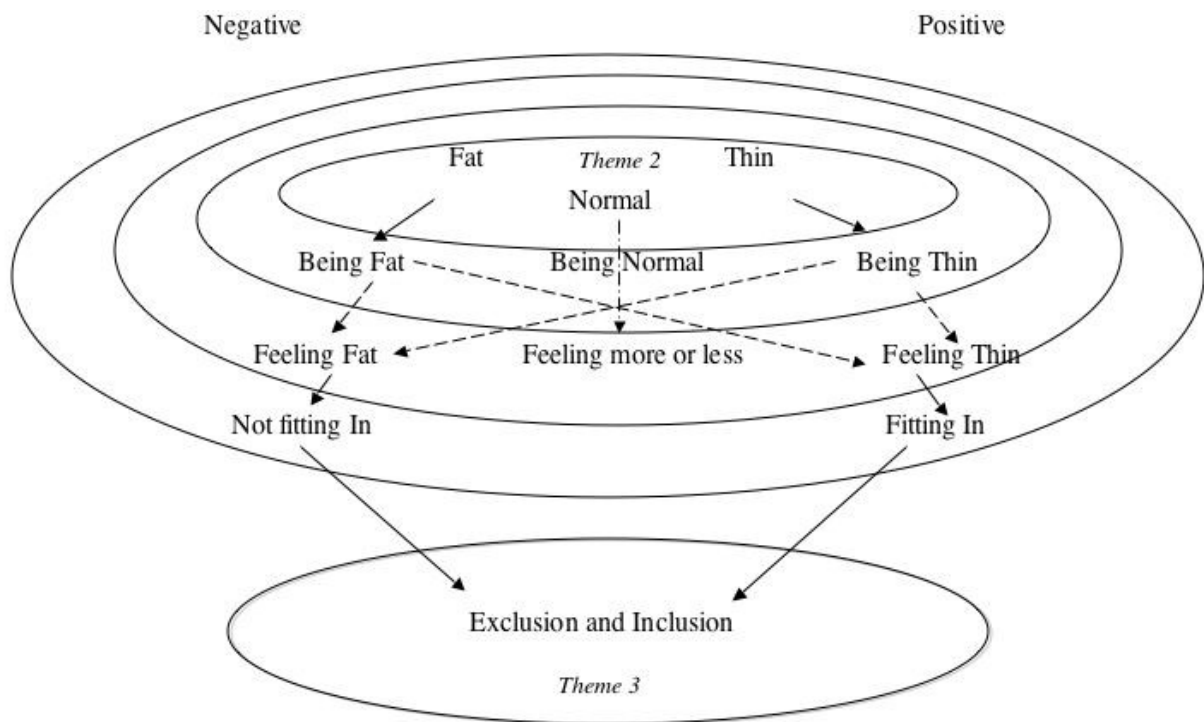 Negative Positive
Fat Theme 2 Thin
Normal
Being Fat Being Normal Being Thin
Feeling Fat Feeling more or less Feeling Thin
Not fitting In Fitting In
Exclusion and Inclusion
Theme 3